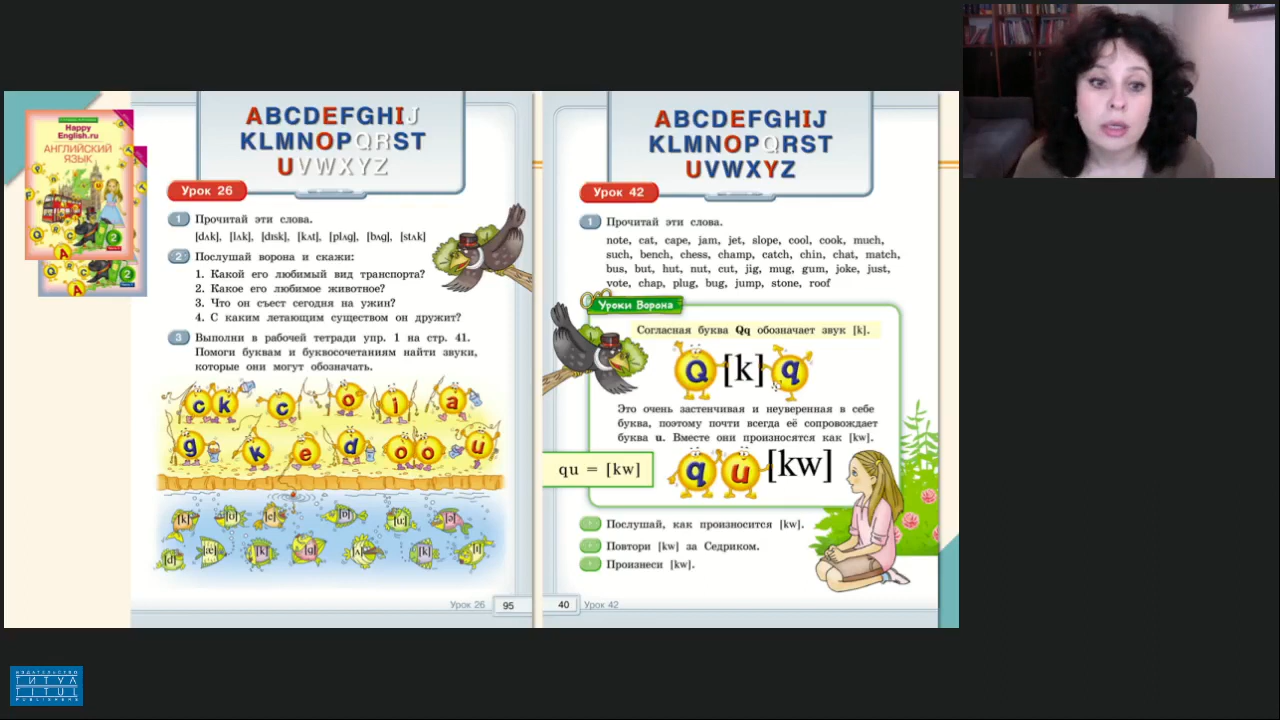 Happy
English.ru
АНГЛИЙСКИЙ
ЯЗЫК
2
2
ABCDEFGHIJ
KLMNOPQRST
UVWXYZ
Урок 26
1 Прочитай эти слова.
[dʌk], [lʌk], [dɪsk], [kʌt], [plʌg], [bʌg], [stʌk]
2 Послушай ворона и скажи:
1. Какой его любимый вид транспорта?
2. Какое его любимое животное?
3. Что он съест сегодня на ужин?
4. С каким летающим существом он дружит?
3 Выполни в рабочей тетради упр. 1 на стр. 41.
Помоги буквам и буквосочетаниям найти звуки,
которые они могут обозначать.
ck c o i a
g k e d oo u
[k] [ʊ] [e] [ɒ] [u:] [ə]
[d] [æ] [k] [g] [ʌ] [k] [ɪ]
Урок 26 95
ABCDEFGHIJ
KLMNOPQRST
UVWXYZ
Урок 42
1 Прочитай эти слова.
note, cat, cape, jam, jet, slope, cool, cook, much,
such, bench, chess, champ, catch, chin, chat, match,
bus, but, hut, nut, cut, jig, mug, gum, joke, just,
vote, chap, plug, bug, jump, stone, roof
Уроки Ворона
Согласная буква Qq обозначает звук [k].
Q [k] q
Это очень застенчивая и неуверенная в себе
буква, поэтому почти всегда её сопровождает
буква u. Вместе они произносятся как [kw].
qu = [kw]
q u [kw]
Послушай, как произносится [kw].
Повтори [kw] за Седриком.
Произнеси [kw].
40 Урок 42
ИЗДАТЕЛЬСТВО
ТИТУЛ
TITUL
PUBLISHERS